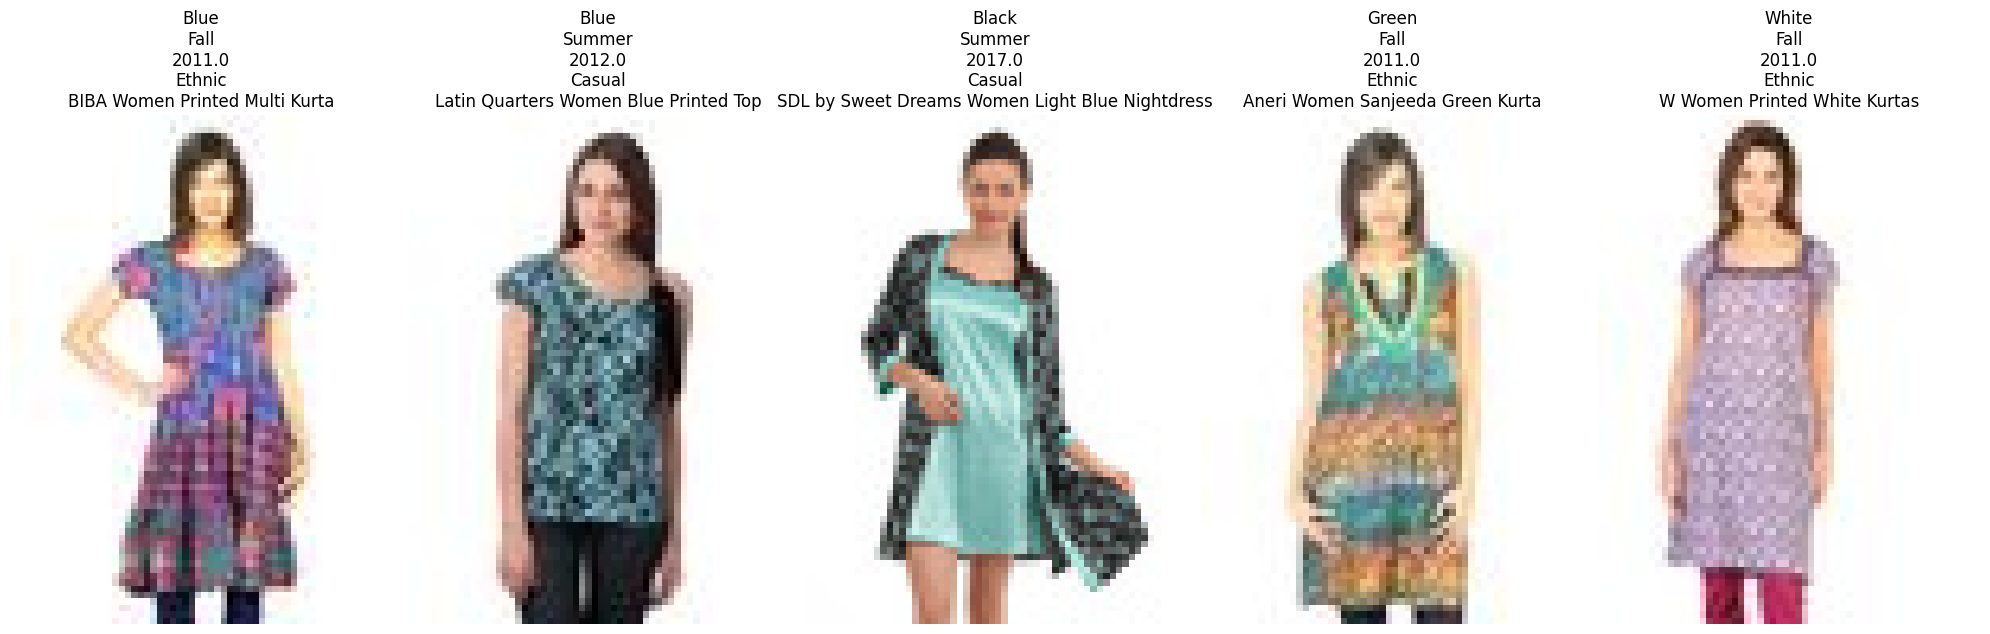 Blue
Fall
2011.0
Ethnic
BIBA Women Printed Multi Kurta
Blue
Summer
2012.0
Casual
Latin Quarters Women Blue Printed Top
Black
Summer
2017.0
Casual
SDL by Sweet Dreams Women Light Blue Nightdress
Green
Fall
2011.0
Ethnic
Aneri Women Sanjeeda Green Kurta
White
Fall
2011.0
Ethnic
W Women Printed White Kurtas